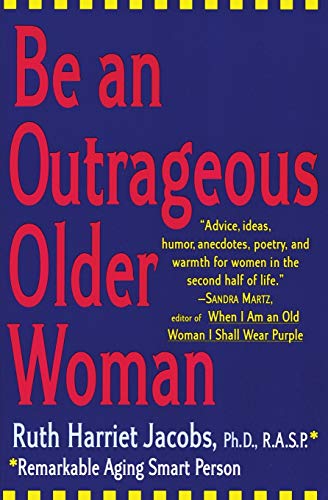 Be an
Outrageous
"Advice, ideas,
humor, anecdotes, poetry, and
warmth for women in the
second half of life."
—SANDRA MARTZ,
editor of When I Am an Old
Woman I Shall Wear Purple
Older
Woman
Ruth Harriet Jacobs, Ph.D., R.A.S.P.*
*Remarkable Aging Smart Person